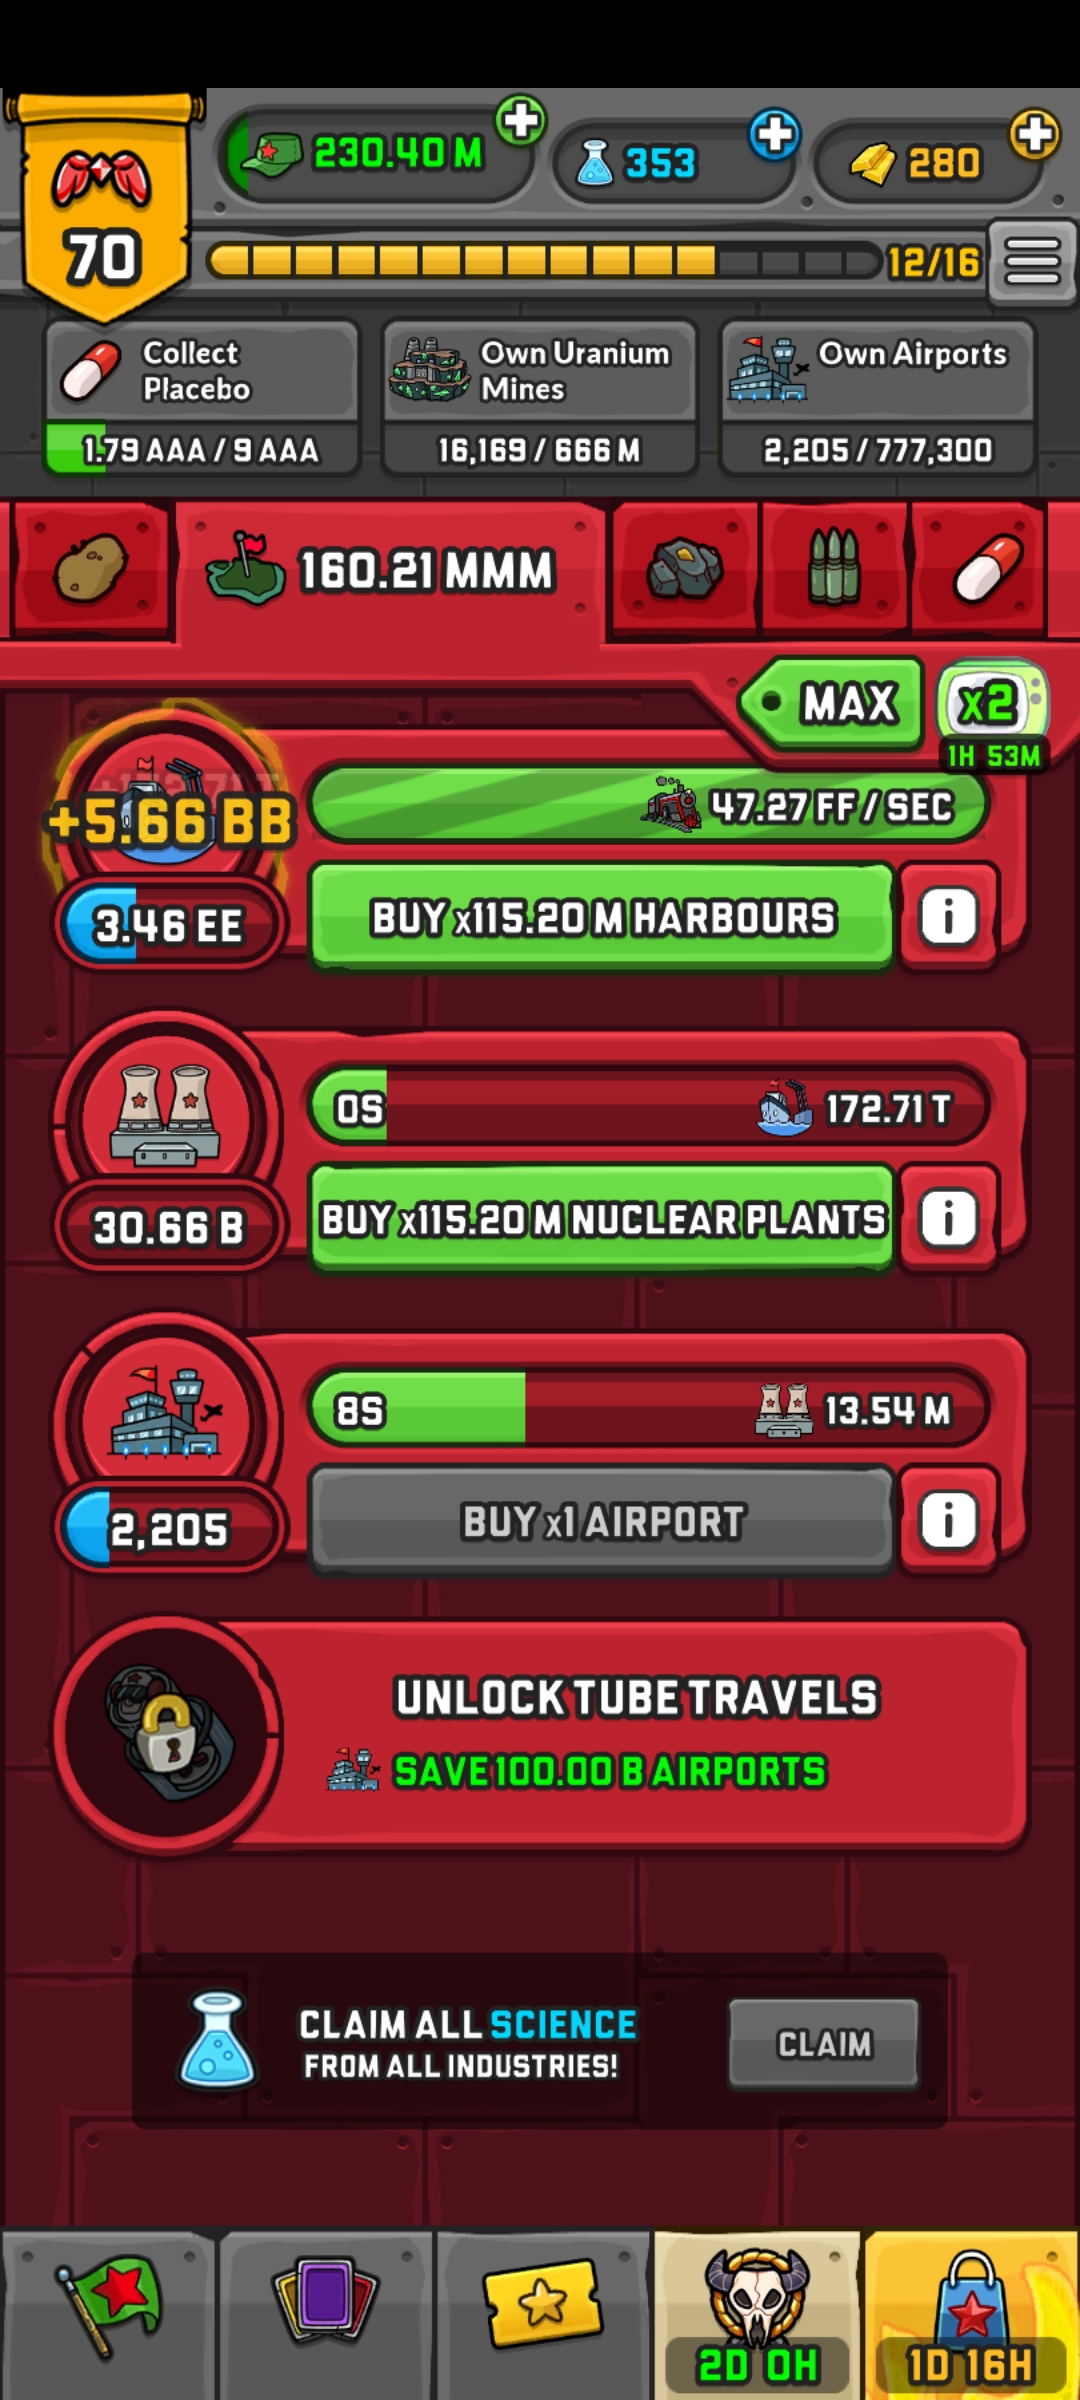 70
230.40 M
353
280
12/16
Collect
Placebo
1.79 AAA / 9 AAA
Own Uranium
Mines
16,169 / 666 M
Own Airports
2,205 / 777,300
160.21 MMM
MAX
x2
1H 53M
+5.66 BB
47.27 FF / SEC
3.46 EE
BUY x115.20 M HARBOURS
i
0S
172.71 T
30.66 B
BUY x115.20 M NUCLEAR PLANTS
i
8S
13.54 M
2,205
BUY x1 AIRPORT
i
UNLOCK TUBE TRAVELS
SAVE 100.00 B AIRPORTS
CLAIM ALL SCIENCE
FROM ALL INDUSTRIES!
CLAIM
2D 0H
1D 16H